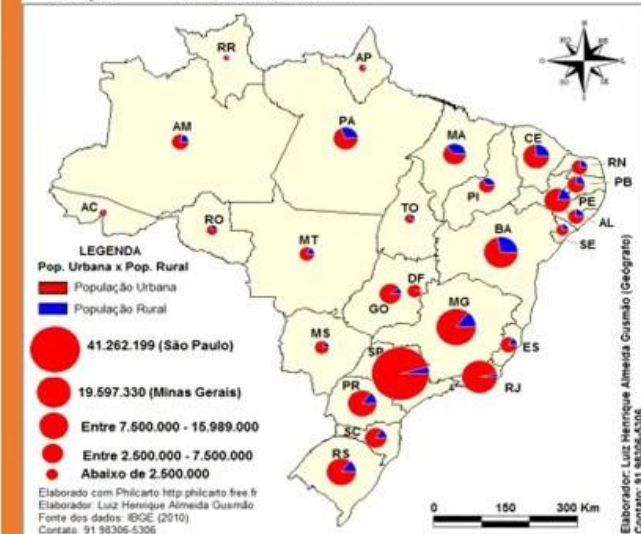 RR
AP
AM
PA
MA
CE
RN
PB
PE
AL
SE
PI
AC
RO
TO
BA
MT
DF
GO
MG
ES
MS
SP
RJ
PR
SC
RS
LEGENDA
Pop. Urbana x Pop. Rural
População Urbana
População Rural
41.262.199 (São Paulo)
19.597.330 (Minas Gerais)
Entre 7.500.000 - 15.989.000
Entre 2.500.000 - 7.500.000
Abaixo de 2.500.000
Elaborado com Philcarto http:philcarto.free.fr
Elaborador: Luiz Henrique Almeida Gusmão
Fonte dos dados: IBGE (2010)
Contato: 91 98306-5306
0 150 300 Km
Elaborador: Luiz Henrique Almeida Gusmão (Geógrafo)
Contato: 91 98306-5306